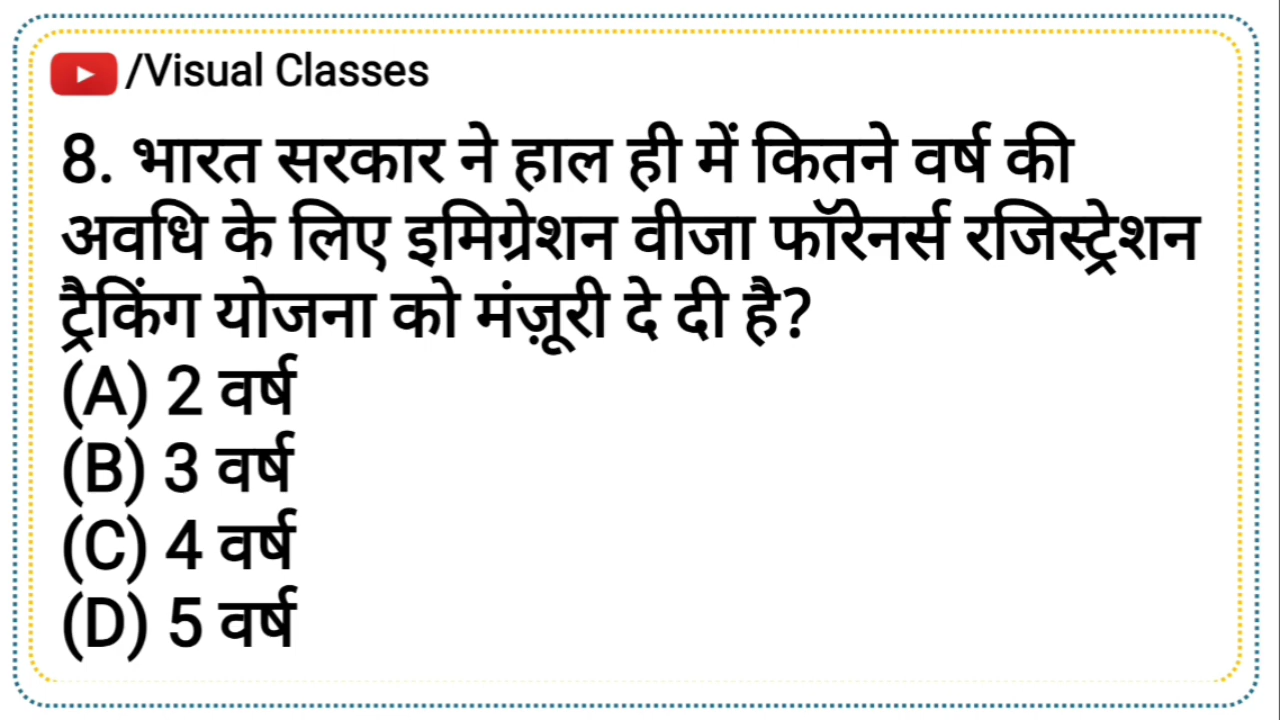 /Visual Classes
8. भारत सरकार ने हाल ही में कितने वर्ष की
अवधि के लिए इमिग्रेशन वीजा फॉरेनर्स रजिस्ट्रेशन
ट्रैकिंग योजना को मंज़ूरी दे दी है?
(A) 2 वर्ष
(B) 3 वर्ष
(C) 4 वर्ष
(D) 5 वर्ष